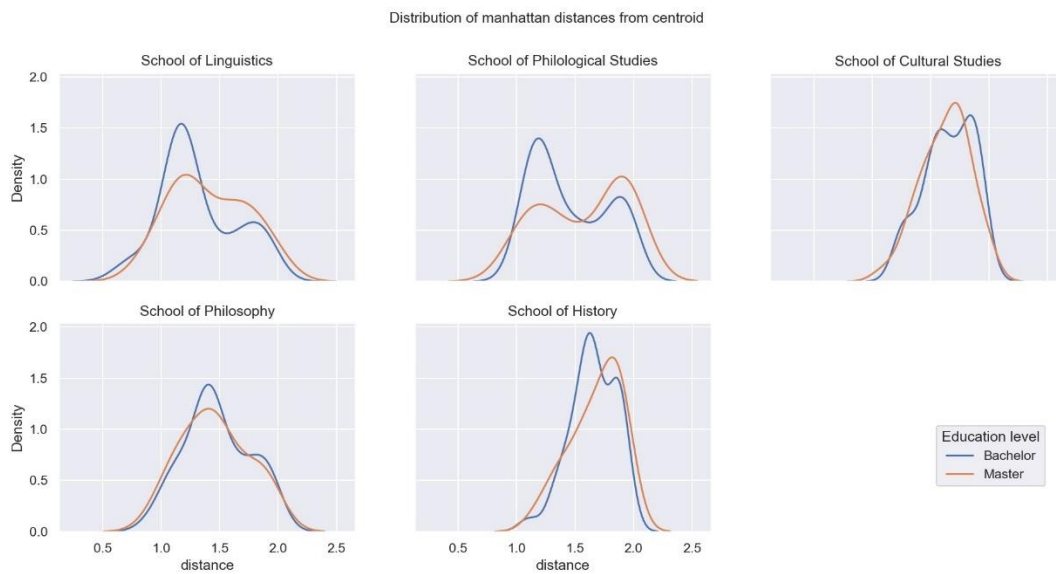 Distribution of manhattan distances from centroid
School of Linguistics
School of Philological Studies
School of Cultural Studies
2.0
1.5
1.0
0.5
0.0
Density
School of Philosophy
School of History
2.0
1.5
1.0
0.5
0.0
Density
0.5 1.0 1.5 2.0 2.5
distance
0.5 1.0 1.5 2.0 2.5
distance
Education level
Bachelor
Master